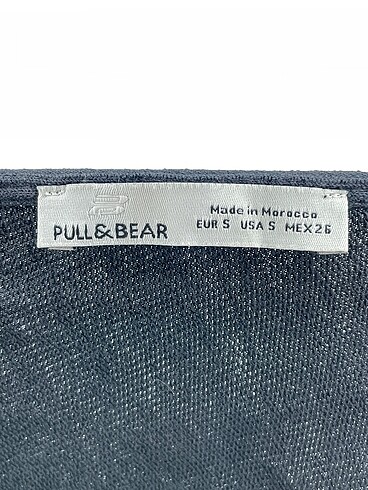 PULL&BEAR
Made in Morocco
EUR S USA S MEX 26